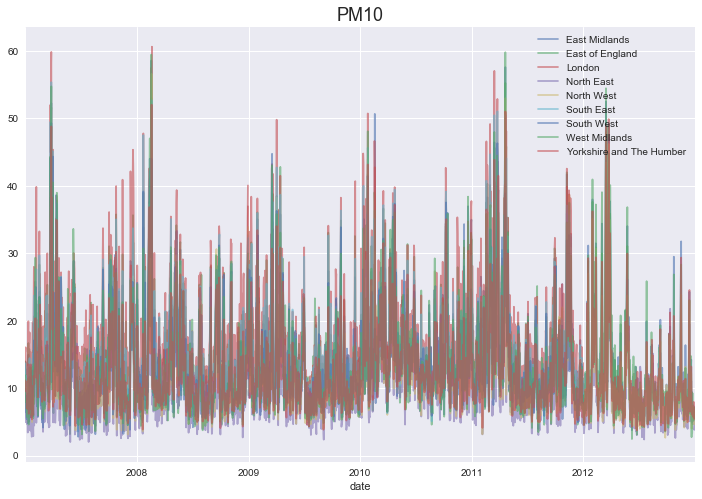 PM10
60
50
40
30
20
10
0
East Midlands
East of England
London
North East
North West
South East
South West
West Midlands
Yorkshire and The Humber
2008
2009
2010
2011
2012
date